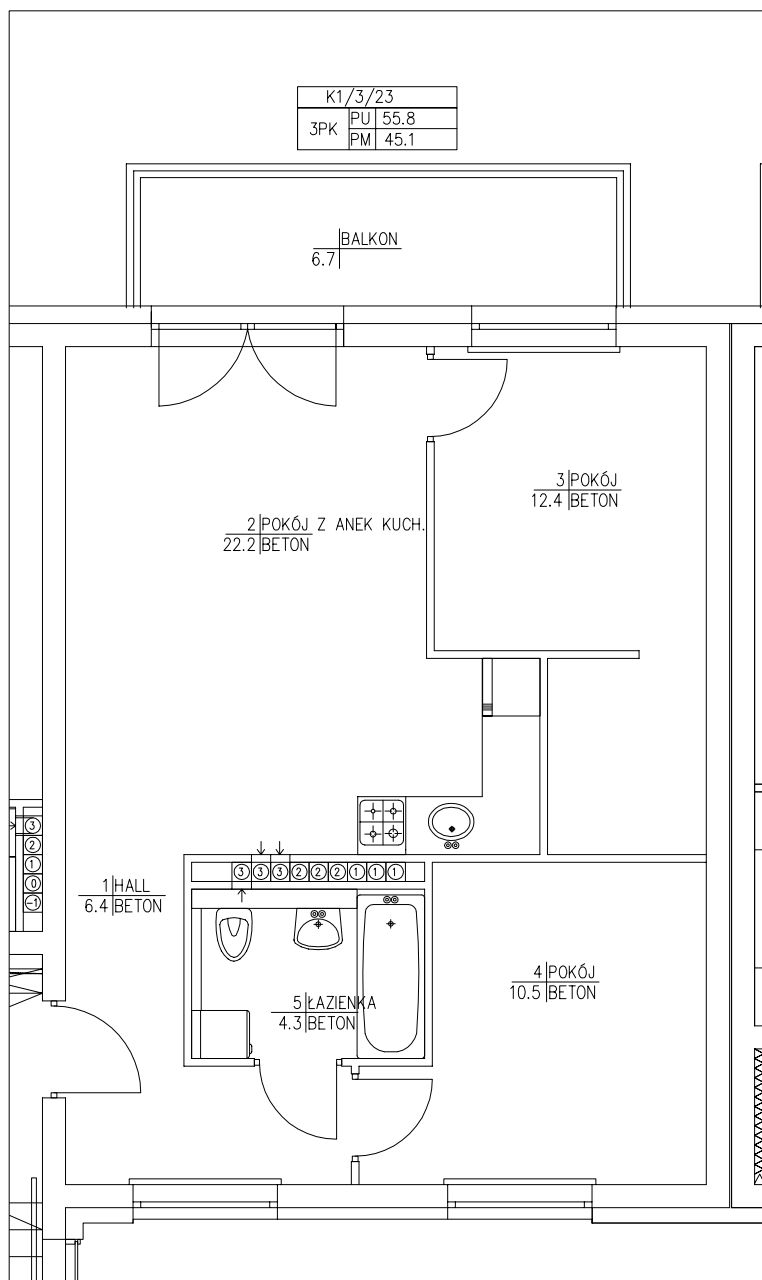 K1/3/23
3PK PU 55.8
PM 45.1
BALKON
6.7
3 POKÓJ
12.4 BETON
2 POKÓJ Z ANEK KUCH.
22.2 BETON
3
2
1
0
-1
3 3 3 2 2 2 1 1 1
1 HALL
6.4 BETON
4 POKÓJ
10.5 BETON
5 ŁAZIENKA
4.3 BETON